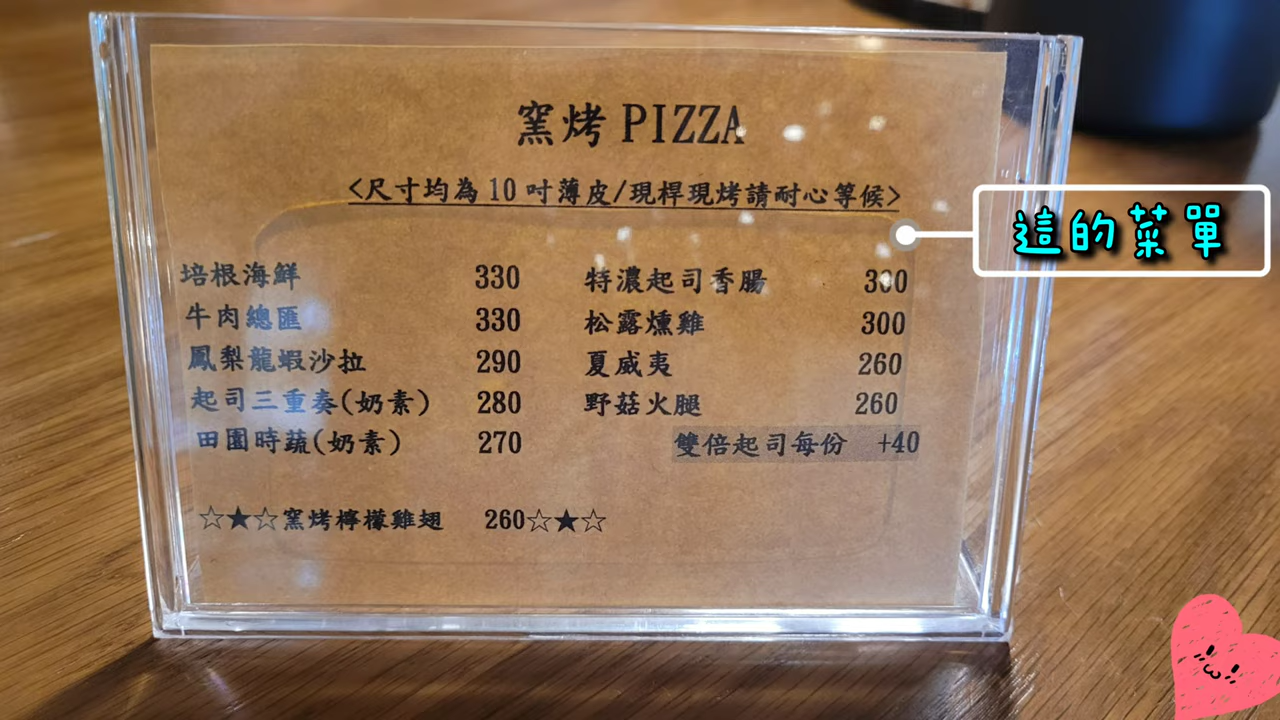 窯烤 PIZZA
<尺寸均為 10 吋薄皮/現桿現烤請耐心等候>
這的菜單
培根海鮮 330
特濃起司香腸 300
牛肉總匯 330
松露燻雞 300
鳳梨龍蝦沙拉 290
夏威夷 260
起司三重奏(奶素) 280
野菇火腿 260
田園時蔬(奶素) 270
雙倍起司每份 +40
☆★☆窯烤檸檬雞翅 260☆★☆